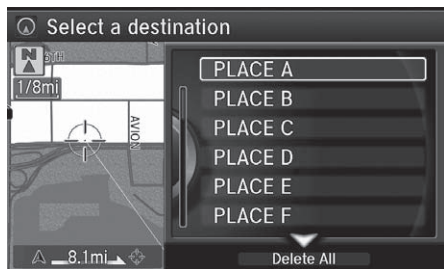 Select a destination
N
1/8mi
AVION
8.1mi
PLACE A
PLACE B
PLACE C
PLACE D
PLACE E
PLACE F
Delete All